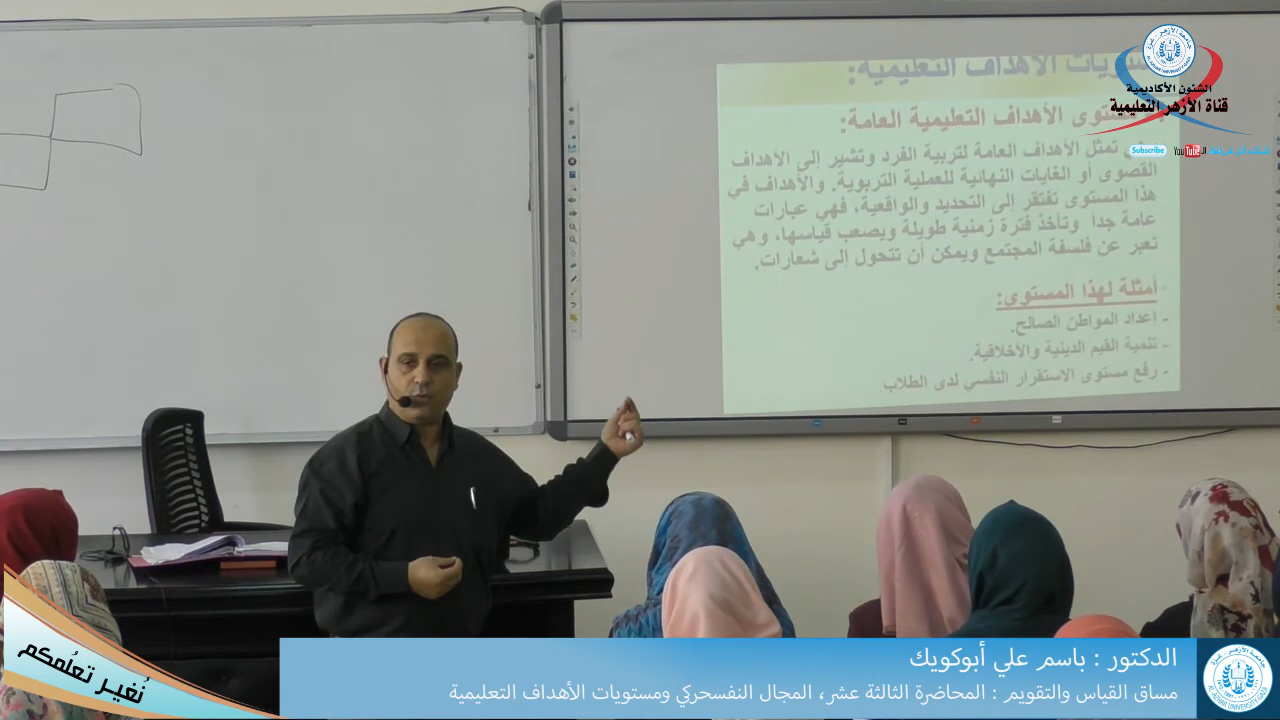 الشئون الأكاديمية
قناة الأزهر التعليمية
Subscribe YouTube
الأهداف التعليمية:
مستوى الأهداف التعليمية العامة:
تمثل الأهداف العامة لتربية الفرد وتشير إلى الأهداف
القصوى أو الغايات النهائية للعملية التربوية. والأهداف في
هذا المستوى تفتقر إلى التحديد والواقعية، فهي عبارات
عامة جدا وتأخذ فترة زمنية طويلة ويصعب قياسها، وهي
تعبر عن فلسفة المجتمع ويمكن أن تتحول إلى شعارات.
أمثلة لهذا المستوى:
- إعداد المواطن الصالح.
- تنمية القيم الدينية والاخلاقية.
- رفع مستوى الاستقرار النفسي لدى الطلاب.
الدكتور : باسم علي أبوكويك
مساق القياس والتقويم : المحاضرة الثالثة عشر، المجال النفسحركي ومستويات الأهداف التعليمية
نُغيـر تعلُمكم